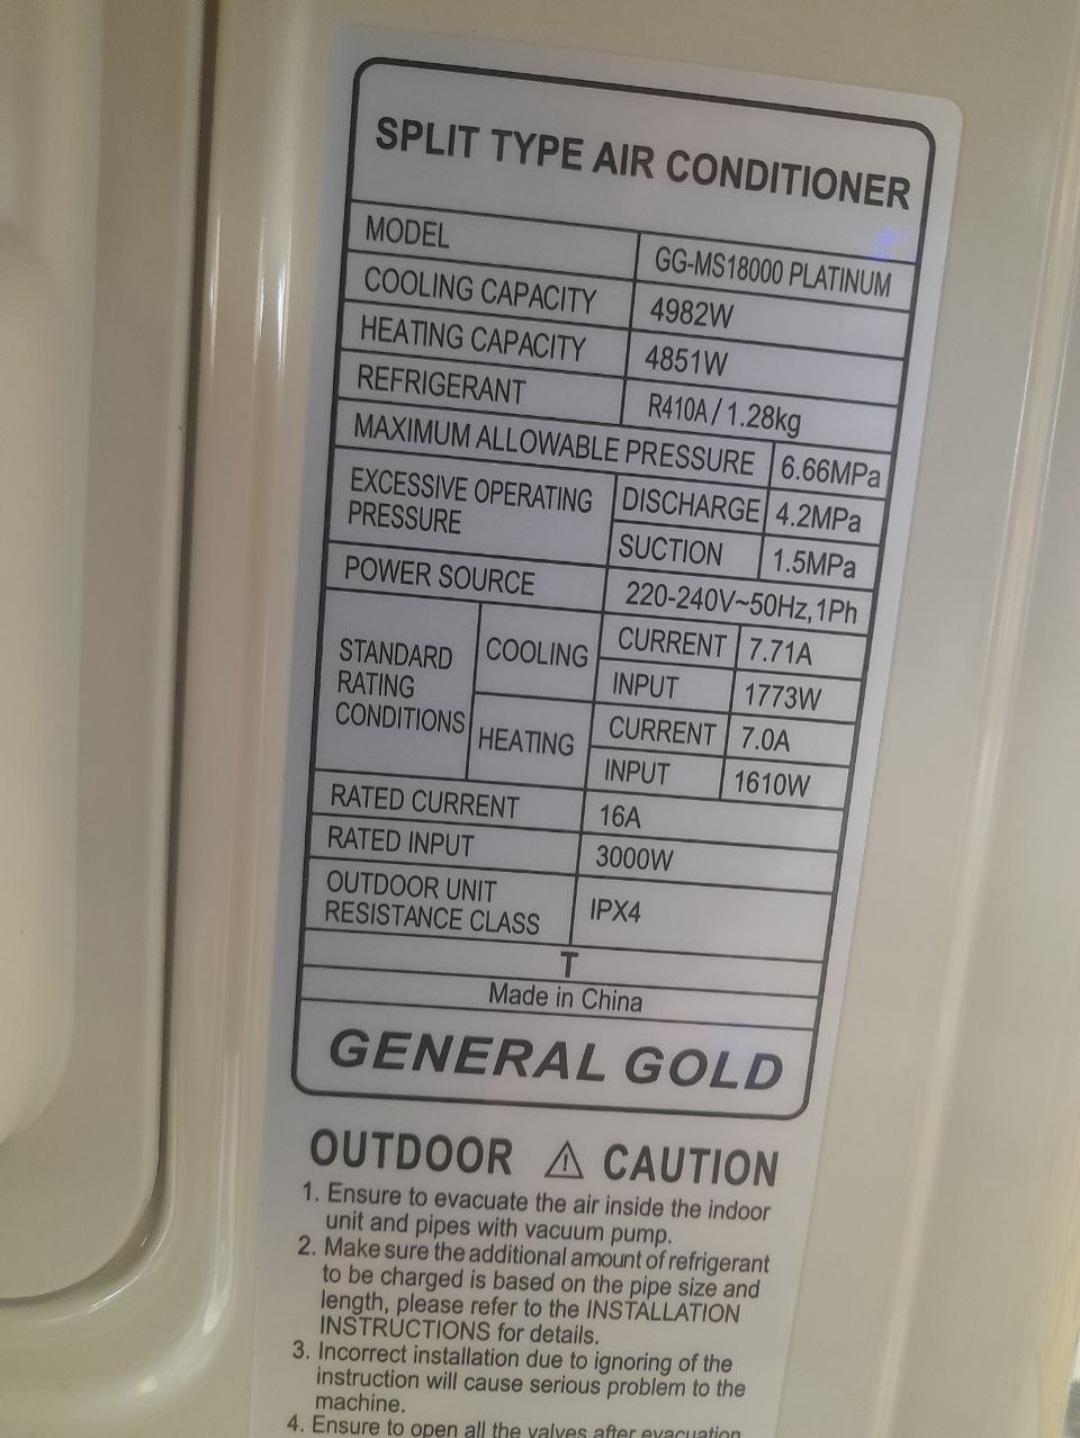 SPLIT TYPE AIR CONDITIONER
MODEL GG-MS18000 PLATINUM
COOLING CAPACITY 4982W
HEATING CAPACITY 4851W
REFRIGERANT R410A/1.28kg
MAXIMUM ALLOWABLE PRESSURE 6.66MPa
EXCESSIVE OPERATING PRESSURE DISCHARGE 4.2MPa
SUCTION 1.5MPa
POWER SOURCE 220-240V~50Hz,1Ph
STANDARD RATING CONDITIONS COOLING CURRENT 7.71A
INPUT 1773W
HEATING CURRENT 7.0A
INPUT 1610W
RATED CURRENT 16A
RATED INPUT 3000W
OUTDOOR UNIT RESISTANCE CLASS IPX4
T
Made in China
GENERAL GOLD
OUTDOOR ⚠ CAUTION
1. Ensure to evacuate the air inside the indoor
unit and pipes with vacuum pump.
2. Make sure the additional amount of refrigerant
to be charged is based on the pipe size and
length, please refer to the INSTALLATION
INSTRUCTIONS for details.
3. Incorrect installation due to ignoring of the
instruction will cause serious problem to the
machine.
4. Ensure to open all the valves after evacuation